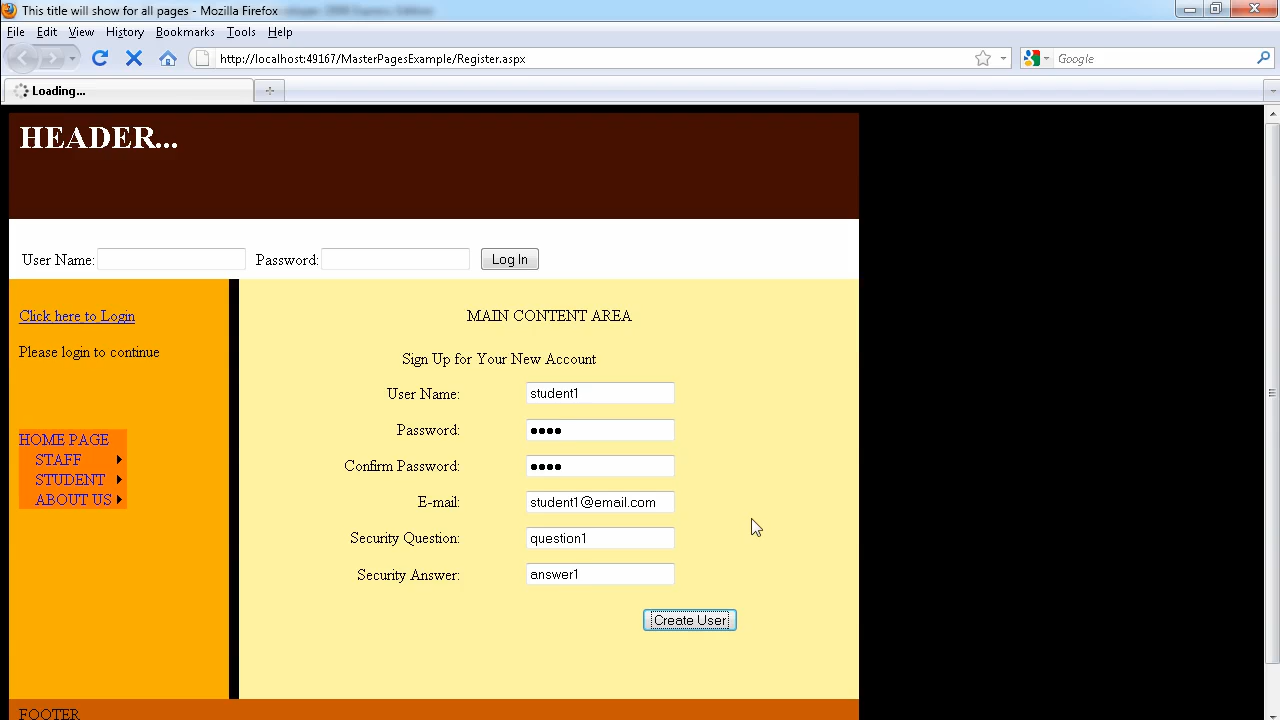 This title will show for all pages - Mozilla Firefox
File Edit View History Bookmarks Tools Help
http://localhost:49167/MasterPagesExample/Register.aspx
Google
Loading...
HEADER...
User Name: Password: Log In
Click here to Login
Please login to continue
HOME PAGE
STAFF
STUDENT
ABOUT US
MAIN CONTENT AREA
Sign Up for Your New Account
User Name: student1
Password: ●●●●
Confirm Password: ●●●●
E-mail: student1@email.com
Security Question: question1
Security Answer: answer1
Create User
FOOTER